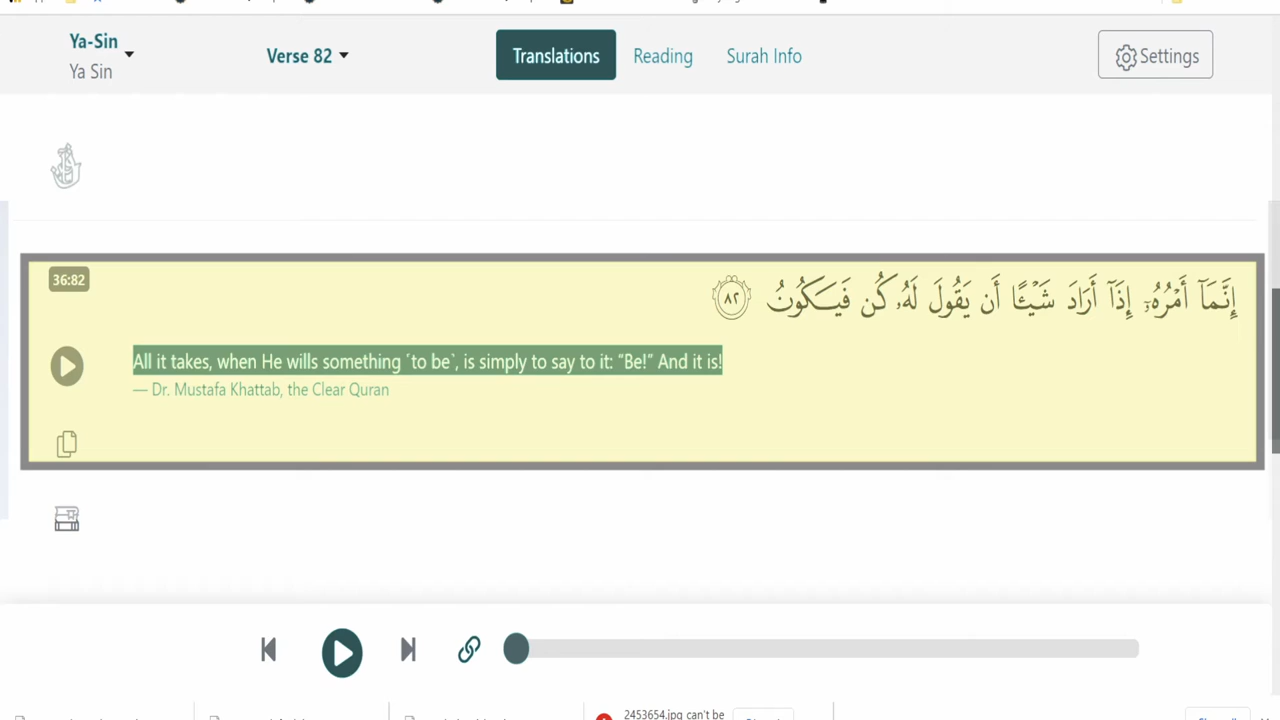 Ya-Sin
Ya Sin
Verse 82
Translations
Reading
Surah Info
Settings
36:82
إِنَّمَآ أَمْرُهُۥٓ إِذَآ أَرَادَ شَيْـًٔا أَن يَقُولَ لَهُۥ كُن فَيَكُونُ ٨٢
All it takes, when He wills something ˹to be˺, is simply to say to it: “Be!” And it is!
— Dr. Mustafa Khattab, the Clear Quran
2453654.jpg can't be